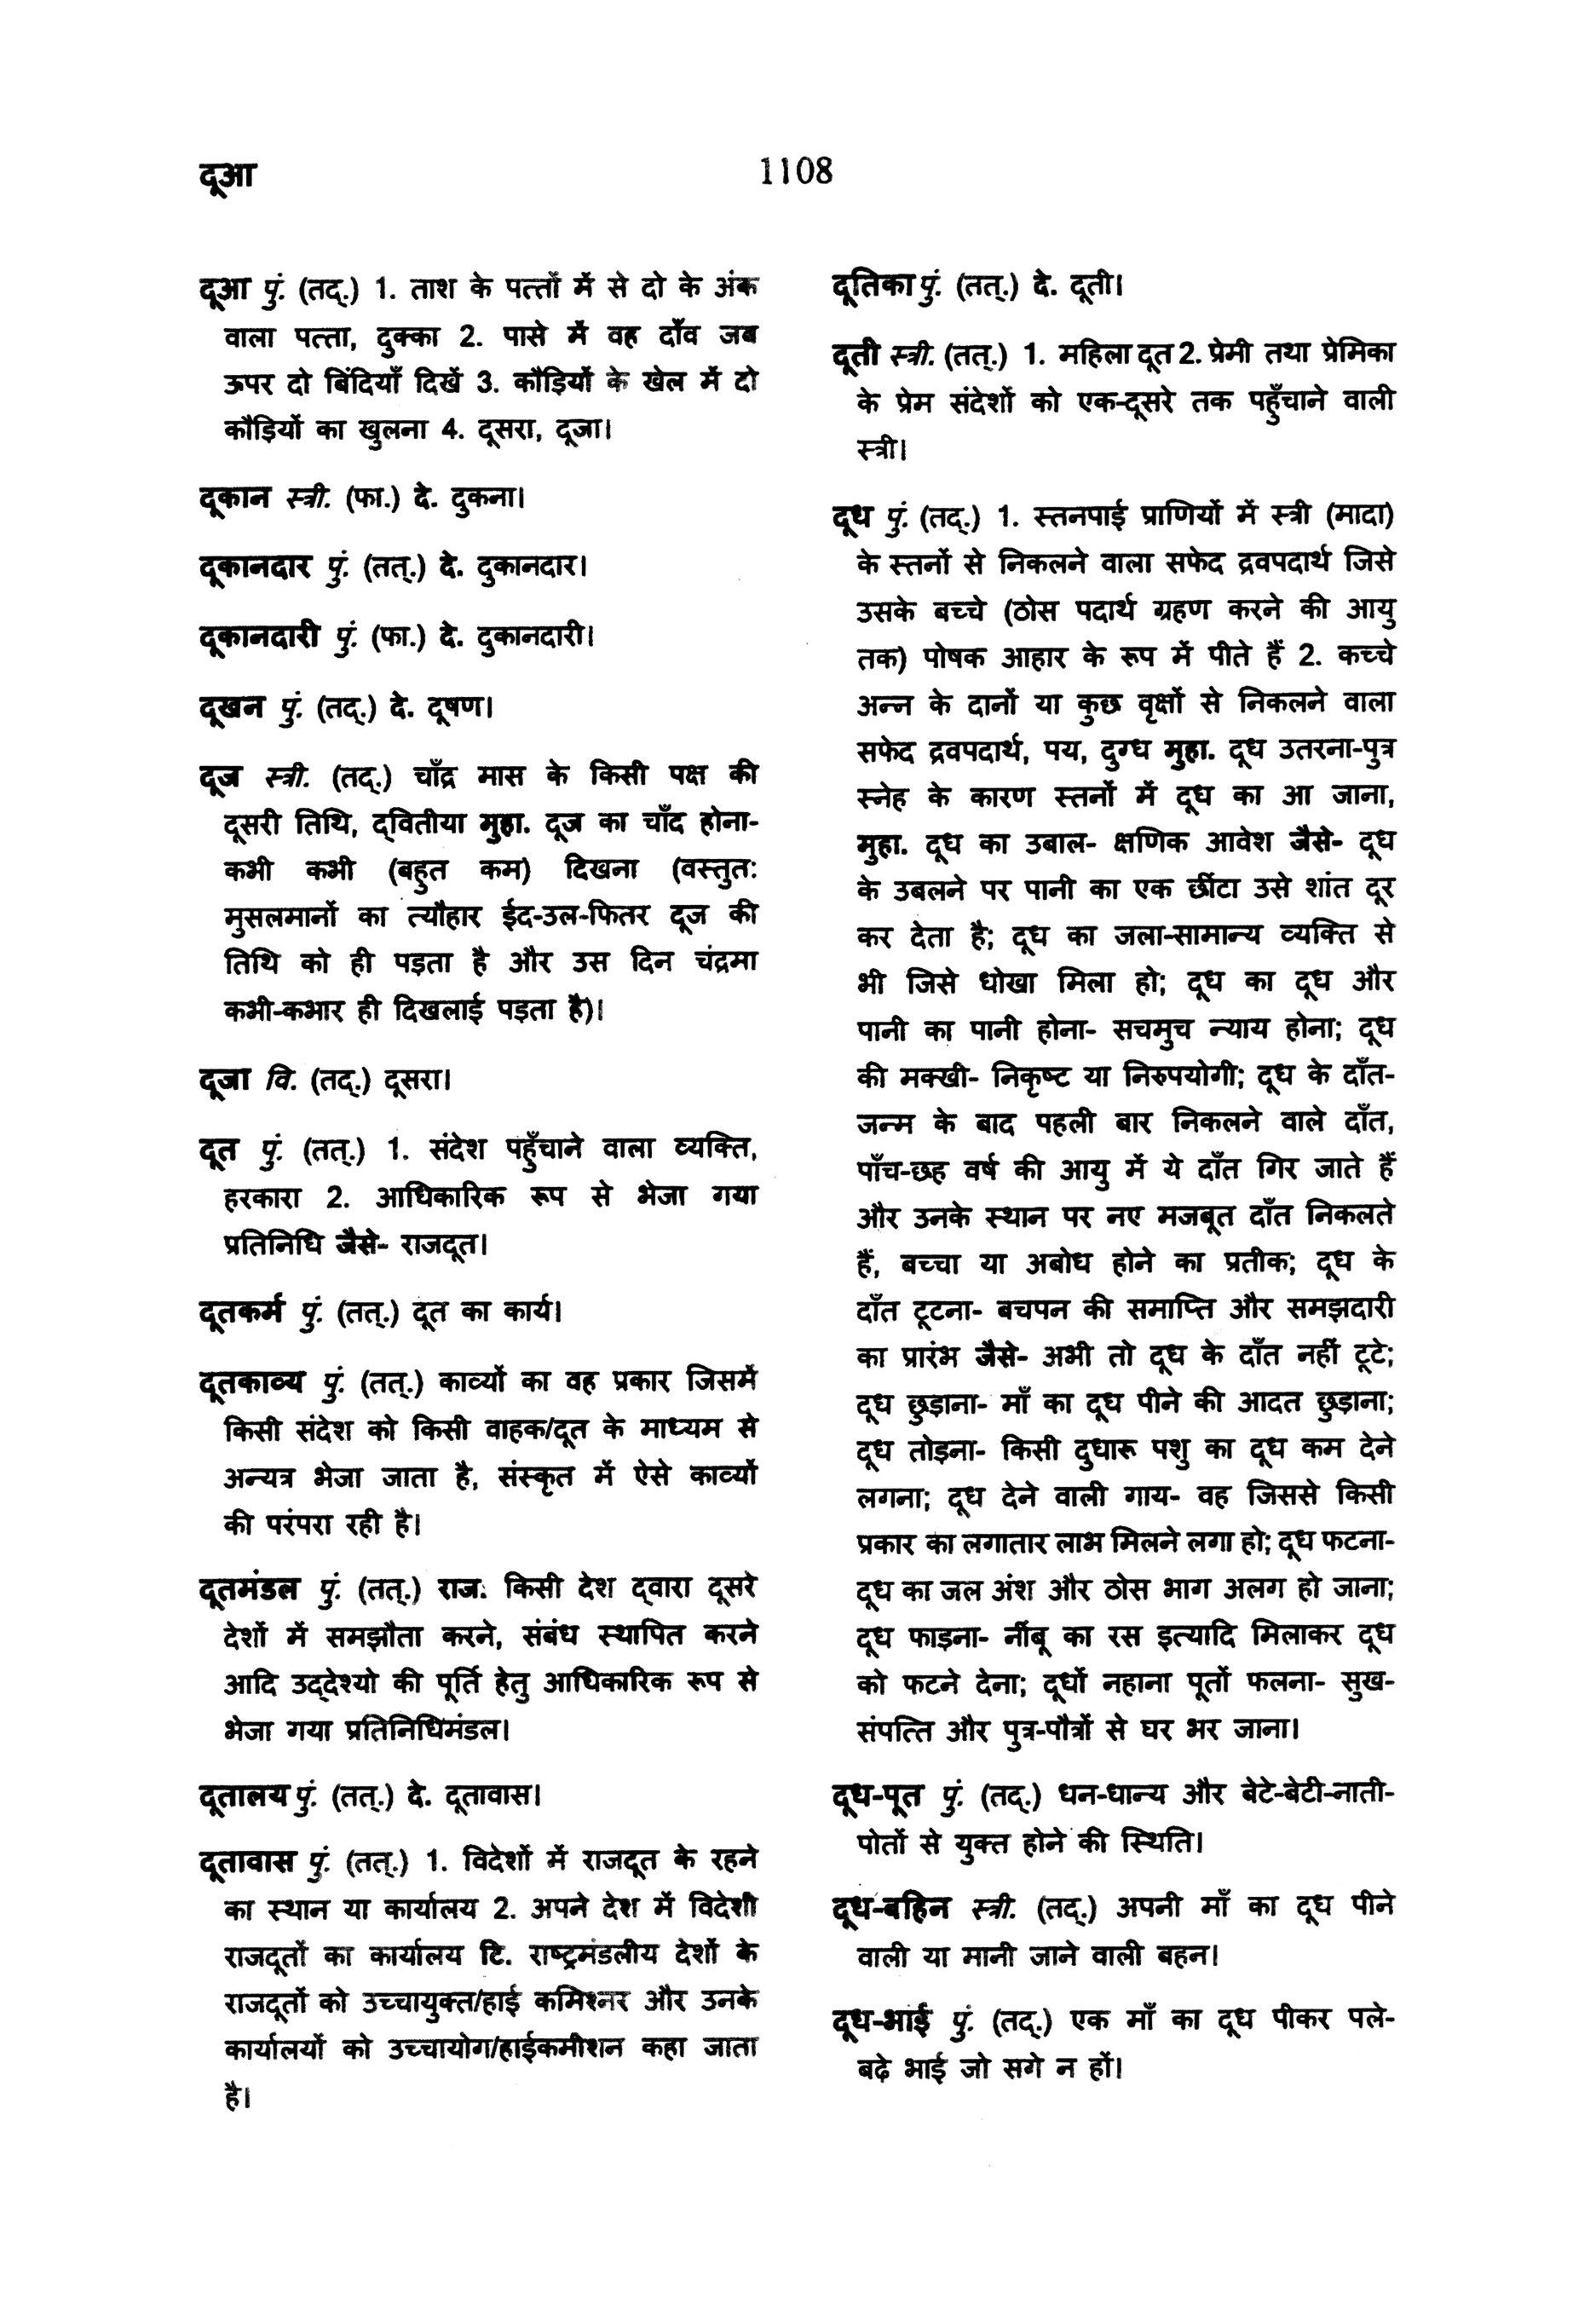 दूआ
1108
दूआ पुं. (तद्.) 1. ताश के पत्तों में से दो के अंक
वाला पत्ता, दुक्का 2. पासे में वह दाँव जब
ऊपर दो बिंदियाँ दिखें 3. कौड़ियों के खेल में दो
कौड़ियों का खुलना 4. दूसरा, दूजा।
दूकान स्त्री. (फा.) दे. दुकना।
दूकानदार पुं. (तत्.) दे. दुकानदार।
दूकानदारी पुं. (फा.) दे. दुकानदारी।
दूखन पुं. (तद्.) दे. दूषण।
दूज स्त्री. (तद्.) चाँद्र मास के किसी पक्ष की
दूसरी तिथि, द्वितीया मुहा. दूज का चाँद होना-
कभी कभी (बहुत कम) दिखना (वस्तुत:
मुसलमानों का त्यौहार ईद-उल-फितर दूज की
तिथि को ही पड़ता है और उस दिन चंद्रमा
कभी-कभार ही दिखलाई पड़ता है)।
दूजा वि. (तद्.) दूसरा।
दूत पुं. (तत्.) 1. संदेश पहुँचाने वाला व्यक्ति,
हरकारा 2. आधिकारिक रूप से भेजा गया
प्रतिनिधि जैसे- राजदूत।
दूतकर्म पुं. (तत्.) दूत का कार्य।
दूतकाव्य पुं. (तत्.) काव्यों का वह प्रकार जिसमें
किसी संदेश को किसी वाहक/दूत के माध्यम से
अन्यत्र भेजा जाता है, संस्कृत में ऐसे काव्यों
की परंपरा रही है।
दूतमंडल पुं. (तत्.) राज. किसी देश द्वारा दूसरे
देशों में समझौता करने, संबंध स्थापित करने
आदि उद्देश्यो की पूर्ति हेतु आधिकारिक रूप से
भेजा गया प्रतिनिधिमंडल।
दूतालय पुं. (तत्.) दे. दूतावास।
दूतावास पुं. (तत्.) 1. विदेशों में राजदूत के रहने
का स्थान या कार्यालय 2. अपने देश में विदेशी
राजदूतों का कार्यालय टि. राष्ट्रमंडलीय देशों के
राजदूतों को उच्चायुक्त/हाई कमिश्नर और उनके
कार्यालयों को उच्चायोग/हाईकमीशन कहा जाता
है।
दूतिका पुं. (तत्.) दे. दूती।
दूती स्त्री. (तत्.) 1. महिला दूत 2. प्रेमी तथा प्रेमिका
के प्रेम संदेशों को एक-दूसरे तक पहुँचाने वाली
स्त्री।
दूध पुं. (तद्.) 1. स्तनपाई प्राणियों में स्त्री (मादा)
के स्तनों से निकलने वाला सफेद द्रवपदार्थ जिसे
उसके बच्चे (ठोस पदार्थ ग्रहण करने की आयु
तक) पोषक आहार के रूप में पीते हैं 2. कच्चे
अन्न के दानों या कुछ वृक्षों से निकलने वाला
सफेद द्रवपदार्थ, पय, दुग्ध मुहा. दूध उतरना-पुत्र
स्नेह के कारण स्तनों में दूध का आ जाना,
मुहा. दूध का उबाल- क्षणिक आवेश जैसे- दूध
के उबलने पर पानी का एक छींटा उसे शांत दूर
कर देता है; दूध का जला-सामान्य व्यक्ति से
भी जिसे धोखा मिला हो; दूध का दूध और
पानी का पानी होना- सचमुच न्याय होना; दूध
की मक्खी- निकृष्ट या निरुपयोगी; दूध के दाँत-
जन्म के बाद पहली बार निकलने वाले दाँत,
पाँच-छह वर्ष की आयु में ये दाँत गिर जाते हैं
और उनके स्थान पर नए मजबूत दाँत निकलते
हैं, बच्चा या अबोध होने का प्रतीक; दूध के
दाँत टूटना- बचपन की समाप्ति और समझदारी
का प्रारंभ जैसे- अभी तो दूध के दाँत नहीं टूटे;
दूध छुड़ाना- माँ का दूध पीने की आदत छुड़ाना;
दूध तोड़ना- किसी दुधारू पशु का दूध कम देने
लगना; दूध देने वाली गाय- वह जिससे किसी
प्रकार का लगातार लाभ मिलने लगा हो; दूध फटना-
दूध का जल अंश और ठोस भाग अलग हो जाना;
दूध फाड़ना- नींबू का रस इत्यादि मिलाकर दूध
को फटने देना; दूधों नहाना पूतों फलना- सुख-
संपत्ति और पुत्र-पौत्रों से घर भर जाना।
दूध-पूत पुं. (तद्.) धन-धान्य और बेटे-बेटी-नाती-
पोतों से युक्त होने की स्थिति।
दूध-बहिन स्त्री. (तद्.) अपनी माँ का दूध पीने
वाली या मानी जाने वाली बहन।
दूध-भाई पुं. (तद्.) एक माँ का दूध पीकर पले-
बढ़े भाई जो सगे न हों।